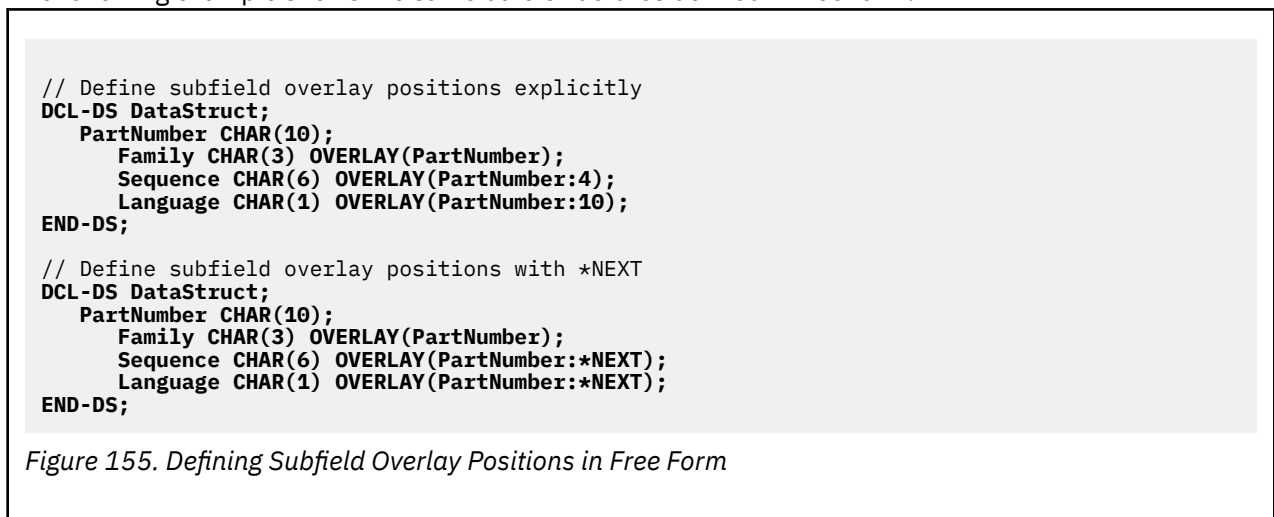 // Define subfield overlay positions explicitly
DCL-DS DataStruct;
   PartNumber CHAR(10);
      Family CHAR(3) OVERLAY(PartNumber);
      Sequence CHAR(6) OVERLAY(PartNumber:4);
      Language CHAR(1) OVERLAY(PartNumber:10);
END-DS;

// Define subfield overlay positions with *NEXT
DCL-DS DataStruct;
   PartNumber CHAR(10);
      Family CHAR(3) OVERLAY(PartNumber);
      Sequence CHAR(6) OVERLAY(PartNumber:*NEXT);
      Language CHAR(1) OVERLAY(PartNumber:*NEXT);
END-DS;
Figure 155. Defining Subfield Overlay Positions in Free Form